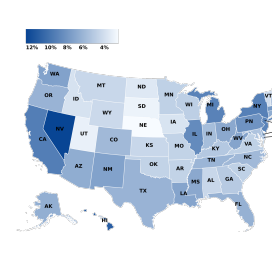 12% 10% 8% 6% 4%
WA
MT
ND
MN
OR
ID
SD
WI
MI
NY
VT
WY
NE
IA
PA
NV
UT
CO
IL
IN
OH
WV
VA
CA
KS
MO
KY
NC
TN
AZ
NM
OK
AR
SC
TX
MS
AL
GA
LA
FL
AK
HI